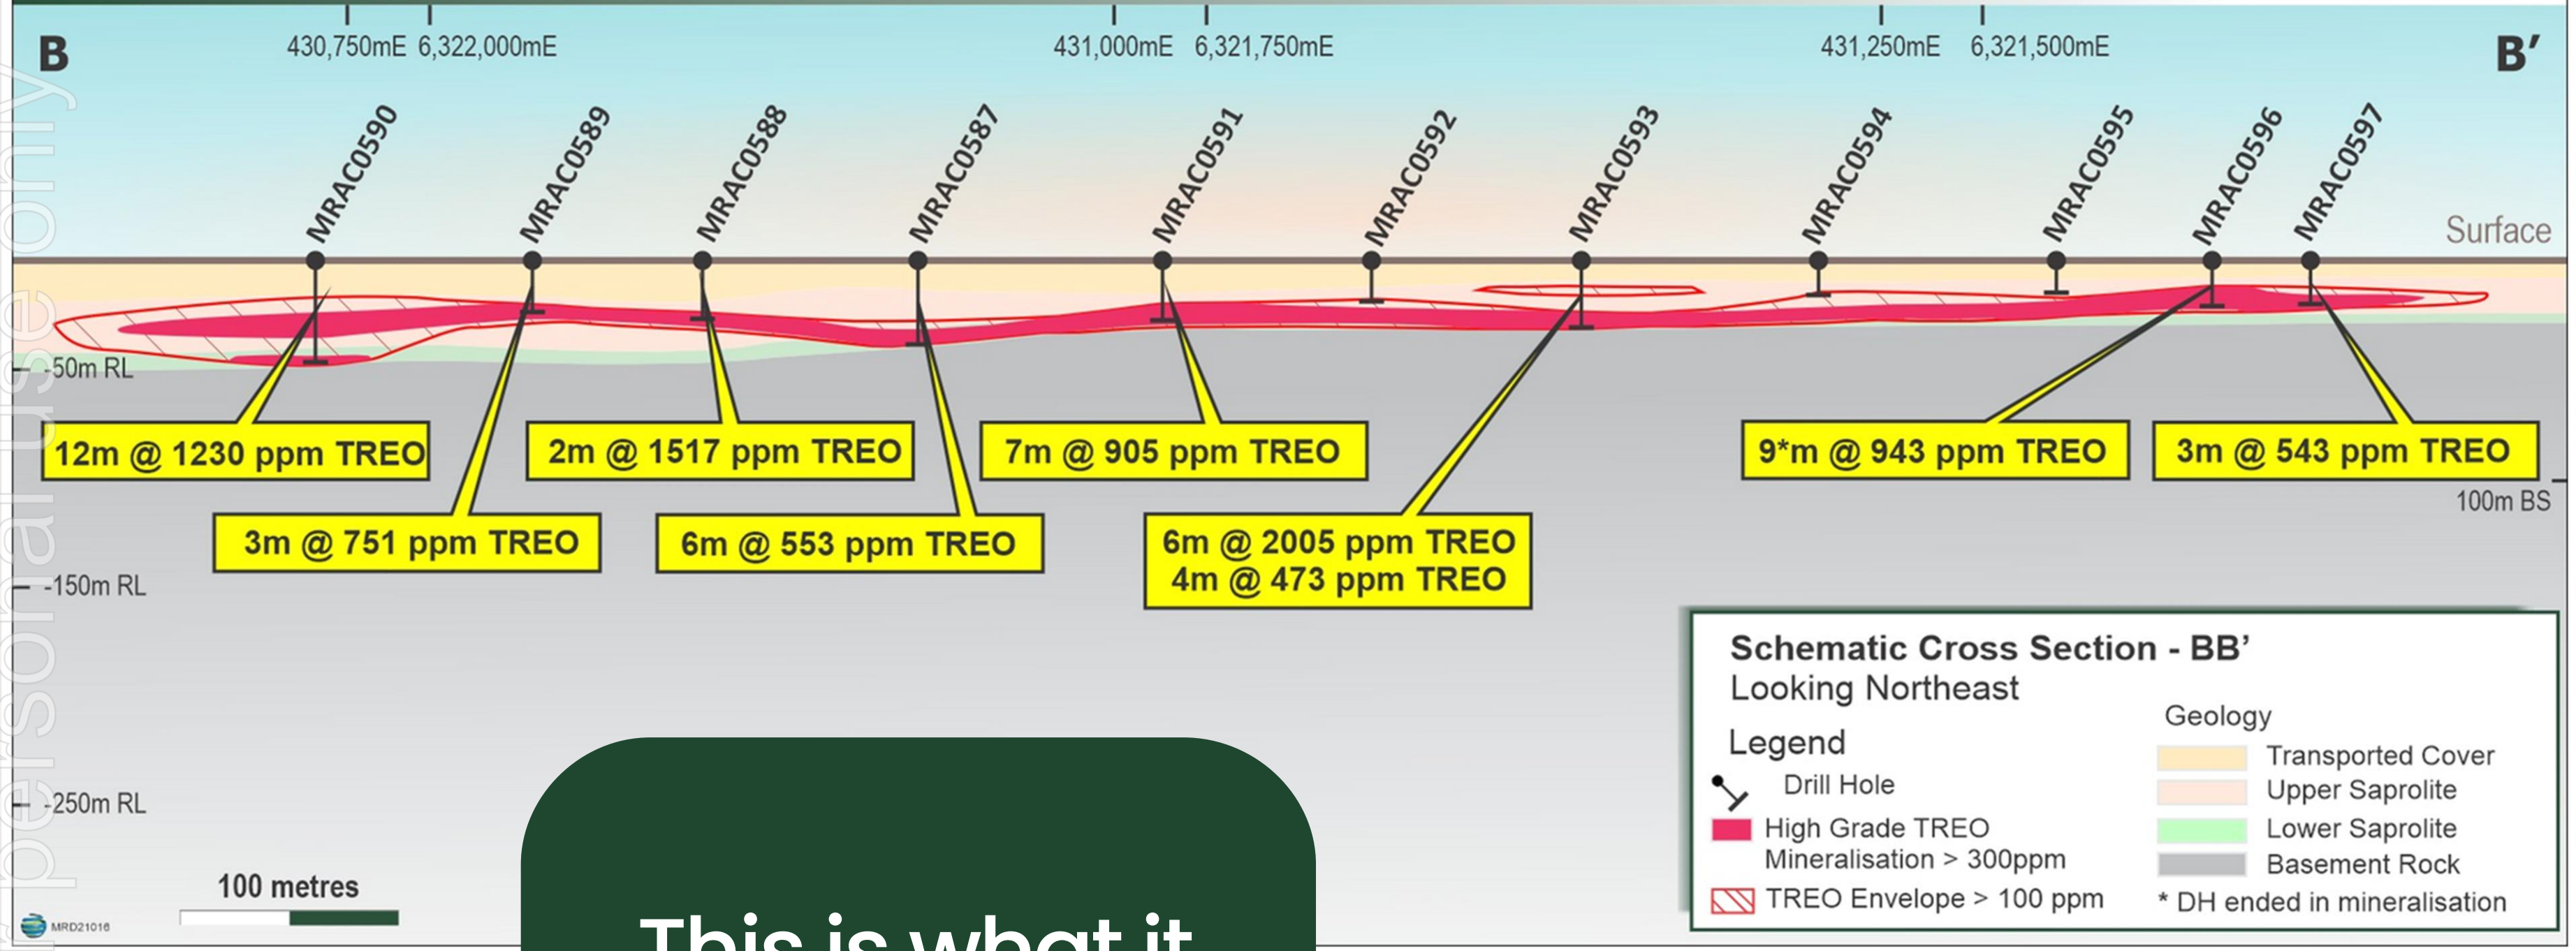 B
430,750mE 6,322,000mE
431,000mE 6,321,750mE
431,250mE 6,321,500mE
B′
MRAC0590
MRAC0589
MRAC0588
MRAC0587
MRAC0591
MRAC0592
MRAC0593
MRAC0594
MRAC0595
MRAC0596
MRAC0597
Surface
-50m RL
12m @ 1230 ppm TREO
2m @ 1517 ppm TREO
7m @ 905 ppm TREO
9*m @ 943 ppm TREO
3m @ 543 ppm TREO
100m BS
3m @ 751 ppm TREO
6m @ 553 ppm TREO
6m @ 2005 ppm TREO
4m @ 473 ppm TREO
-150m RL
-250m RL
100 metres
MRD21016
Schematic Cross Section - BB’
Looking Northeast
Legend
Drill Hole
High Grade TREO
Mineralisation > 300ppm
TREO Envelope > 100 ppm
Geology
Transported Cover
Upper Saprolite
Lower Saprolite
Basement Rock
* DH ended in mineralisation
This is what it
r personal use only